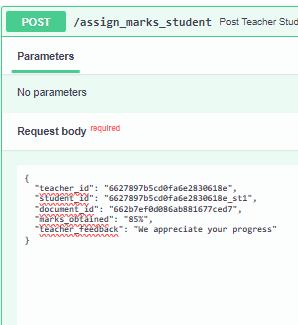 POST /assign_marks_student Post Teacher Stud
Parameters
No parameters
Request body required
{
"teacher_id": "6627897b5cd0fa6e2830618e",
"student_id": "6627897b5cd0fa6e2830618e_st1",
"document_id": "662b7ef0d086ab881677ced7",
"marks_obtained": "85%",
"teacher_feedback": "We appreciate your progress"
}